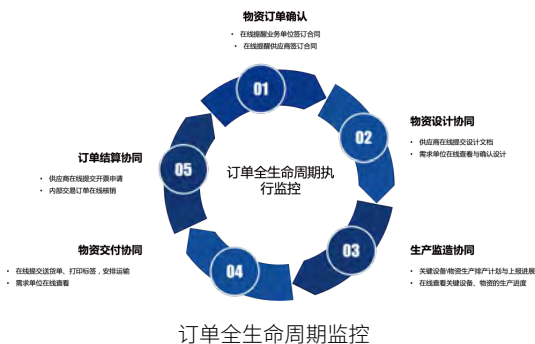 物资订单确认
• 在线提醒业务单位签订合同
• 在线提醒供应商签订合同
01
物资设计协同
• 供应商在线提交设计文档
• 需求单位在线查看与确认设计
02
订单结算协同
• 供应商在线提交开票申请
• 内部交易订单在线核销
05
订单全生命周期执
行监控
物资交付协同
• 在线提交送货单、打印标签，安排运输
• 需求单位在线查看
04
03
生产监造协同
• 关键设备/物资生产排产计划与上报进展
• 在线查看关键设备、物资的生产进度
订单全生命周期监控